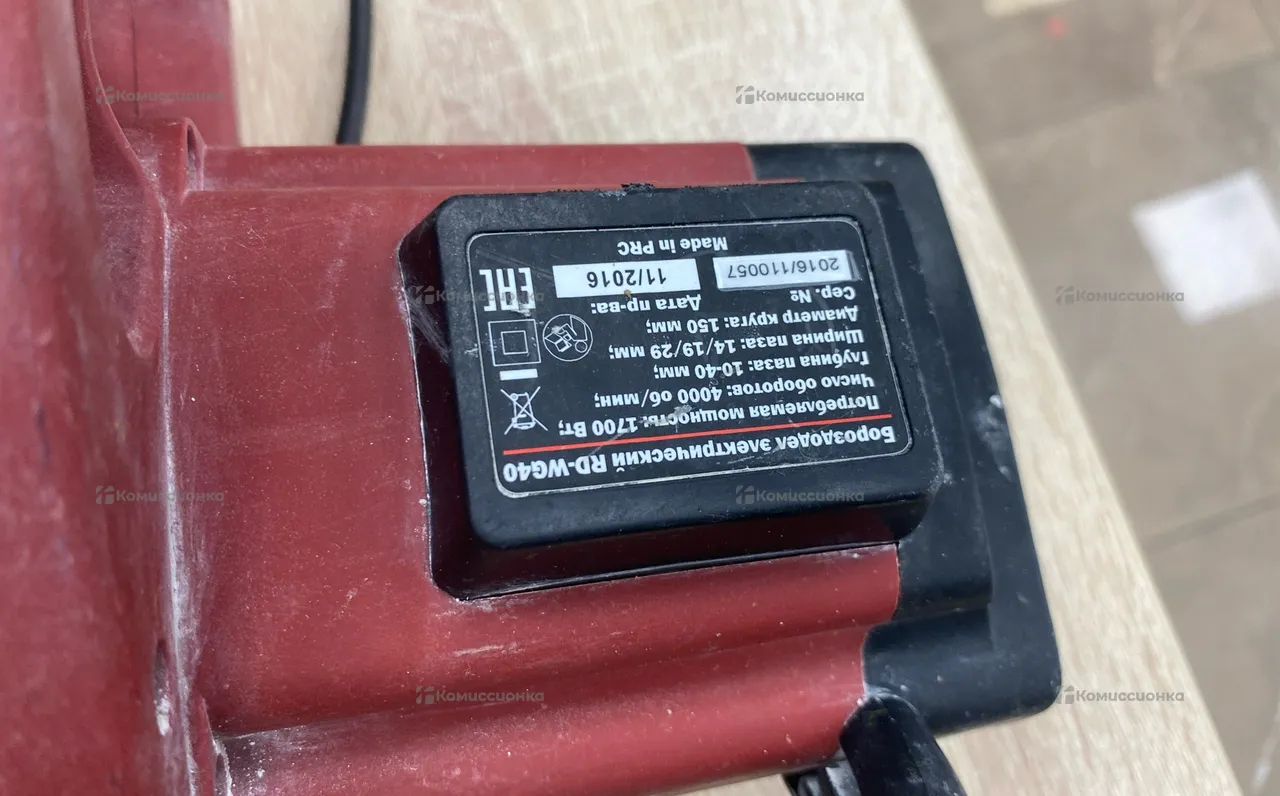 Бороздодел электрический RD-WG40
Потребляемая мощность: 1700 Вт;
Число оборотов: 4000 об/мин;
Глубина паза: 10-40 мм;
Ширина паза: 14/19/29 мм;
Диаметр круга: 150 мм;
Сер. № Дата пр-ва:
2016/110057 11/2016
EAC
Made in PRC
Комиссионка
Комиссионка
Комиссионка
Комиссионка
Комиссионка
Комиссионка
Комиссионка
Комиссионка